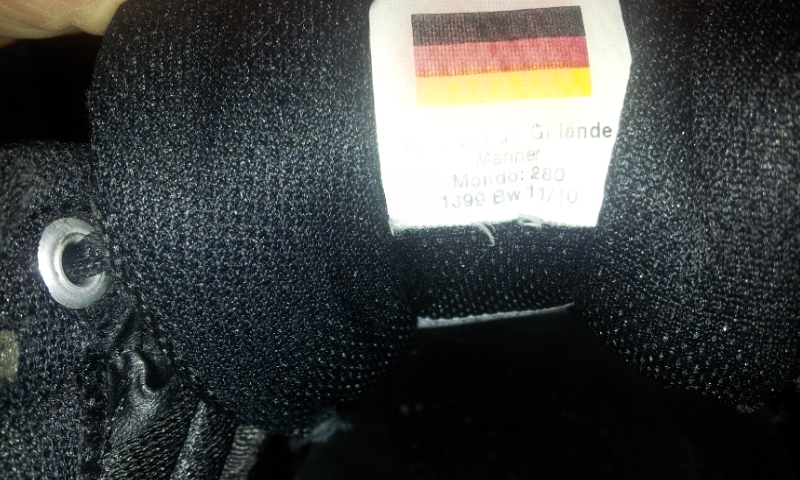 Gelände
Männer
Mondo: 280
1399 Bw 11/10